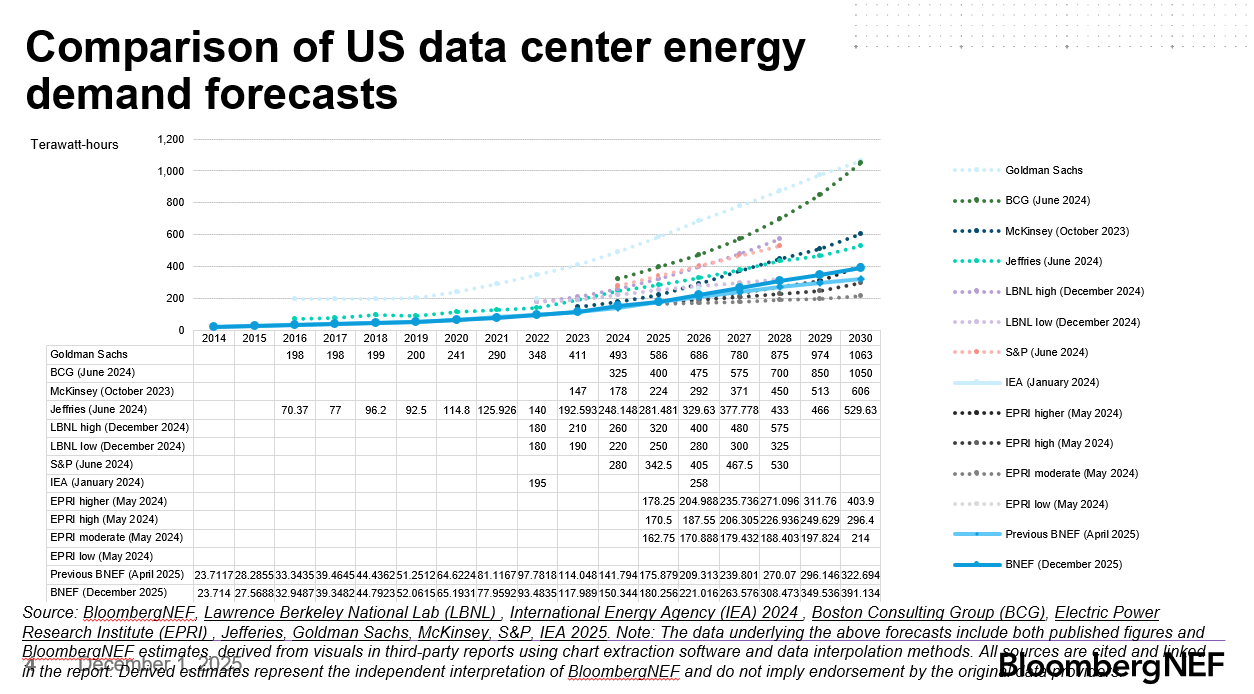 Comparison of US data center energy
demand forecasts
Terawatt-hours
1,200
1,000
800
600
400
200
0
Goldman Sachs
BCG (June 2024)
McKinsey (October 2023)
Jeffries (June 2024)
LBNL high (December 2024)
LBNL low (December 2024)
S&P (June 2024)
IEA (January 2024)
EPRI higher (May 2024)
EPRI high (May 2024)
EPRI moderate (May 2024)
EPRI low (May 2024)
Previous BNEF (April 2025)
BNEF (December 2025)
2014 2015 2016 2017 2018 2019 2020 2021 2022 2023 2024 2025 2026 2027 2028 2029 2030
Goldman Sachs 198 198 199 200 241 290 348 411 493 586 686 780 875 974 1063
BCG (June 2024) 325 400 475 575 700 850 1050
McKinsey (October 2023) 147 178 224 292 371 450 513 606
Jeffries (June 2024) 70.37 77 96.2 92.5 114.8 125.926 140 192.593 248.148 281.481 329.63 377.778 433 466 529.63
LBNL high (December 2024) 180 210 260 320 400 480 575
LBNL low (December 2024) 180 190 220 250 280 300 325
S&P (June 2024) 280 342.5 405 467.5 530
IEA (January 2024) 195 258
EPRI higher (May 2024) 178.25 204.988 235.736 271.096 311.76 403.9
EPRI high (May 2024) 170.5 187.55 206.305 226.936 249.629 296.4
EPRI moderate (May 2024) 162.75 170.888 179.432 188.403 197.824 214
EPRI low (May 2024)
Previous BNEF (April 2025) 23.7117 28.2855 33.3435 39.4645 44.4362 51.2512 64.6224 81.1167 97.7818 114.048 141.794 175.879 209.313 239.801 270.07 296.146 322.694
BNEF (December 2025) 23.714 27.5688 32.9487 39.3482 44.7923 52.0615 65.1931 77.9592 93.4835 117.989 150.344 180.256 221.016 263.576 308.473 349.536 391.134
Source: BloombergNEF, Lawrence Berkeley National Lab (LBNL) , International Energy Agency (IEA) 2024 , Boston Consulting Group (BCG), Electric Power
Research Institute (EPRI) , Jefferies, Goldman Sachs, McKinsey, S&P, IEA 2025. Note: The data underlying the above forecasts include both published figures and
BloombergNEF estimates, derived from visuals in third-party reports using chart extraction software and data interpolation methods. All sources are cited and linked
in the report. Derived estimates represent the independent interpretation of BloombergNEF and do not imply endorsement by the original data providers.
4 December 1, 2025
BloombergNEF